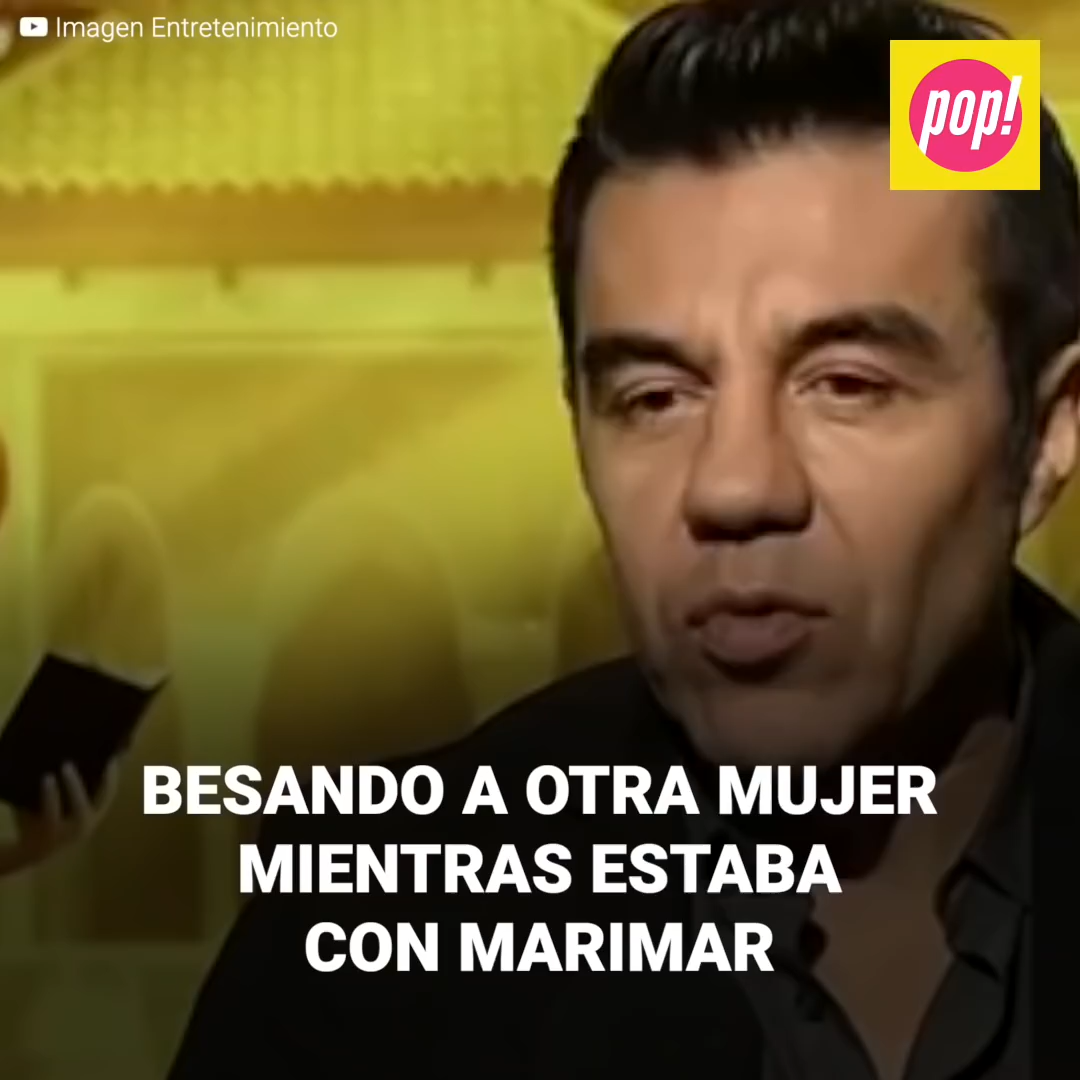 Imagen Entretenimiento
pop!
BESANDO A OTRA MUJER
MIENTRAS ESTABA
CON MARIMAR